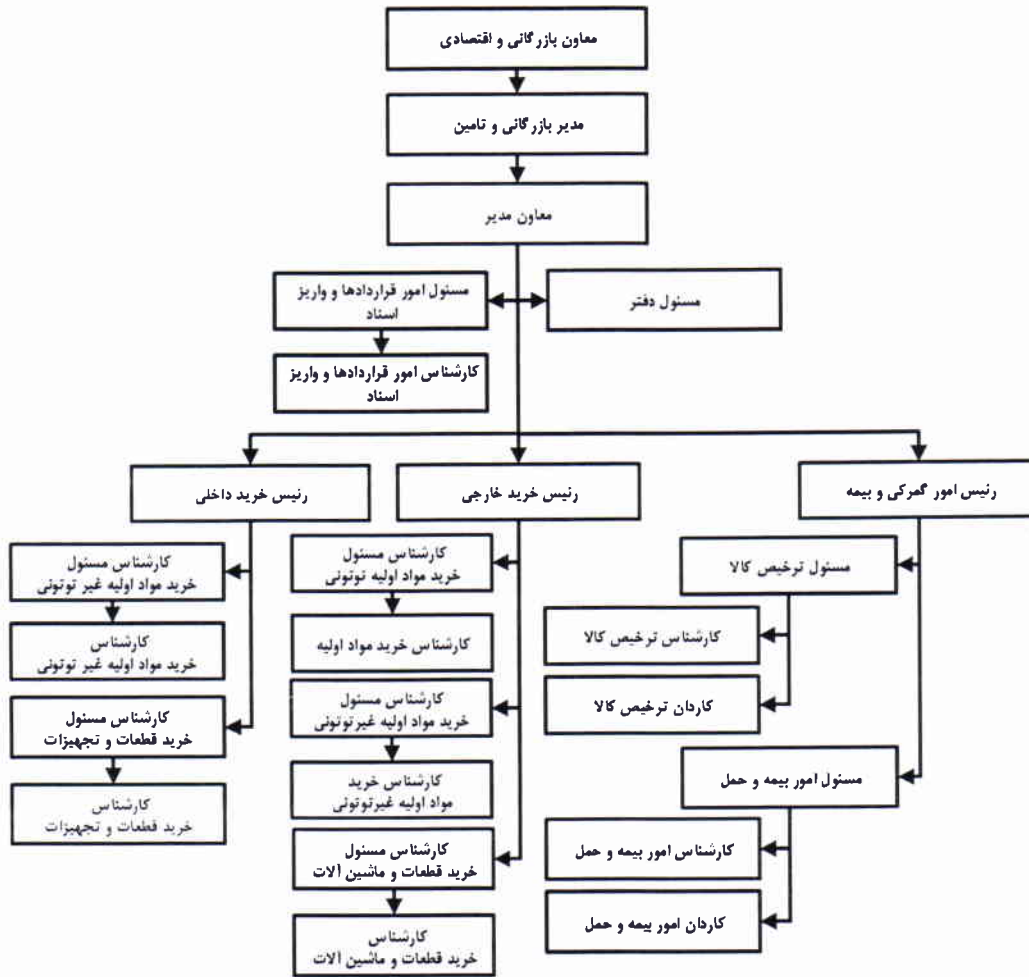 معاون بازرگانی و اقتصادی
مدیر بازرگانی و تامین
معاون مدیر
مسئول دفتر
مسئول امور قراردادها و واریز
اسناد
کارشناس امور قراردادها و واریز
اسناد
رئیس امور گمرکی و بیمه
مسئول ترخیص کالا
کارشناس ترخیص کالا
کاردان ترخیص کالا
مسئول امور بیمه و حمل
کارشناس امور بیمه و حمل
کاردان امور بیمه و حمل
رئیس خرید خارجی
کارشناس مسئول
خرید مواد اولیه توتونی
کارشناس خرید مواد اولیه
کارشناس مسئول
خرید مواد اولیه غیرتوتونی
کارشناس خرید
مواد اولیه غیرتوتونی
کارشناس مسئول
خرید قطعات و ماشین آلات
کارشناس
خرید قطعات و ماشین آلات
رئیس خرید داخلی
کارشناس مسئول
خرید مواد اولیه غیر توتونی
کارشناس
خرید مواد اولیه غیر توتونی
کارشناس مسئول
خرید قطعات و تجهیزات
کارشناس
خرید قطعات و تجهیزات